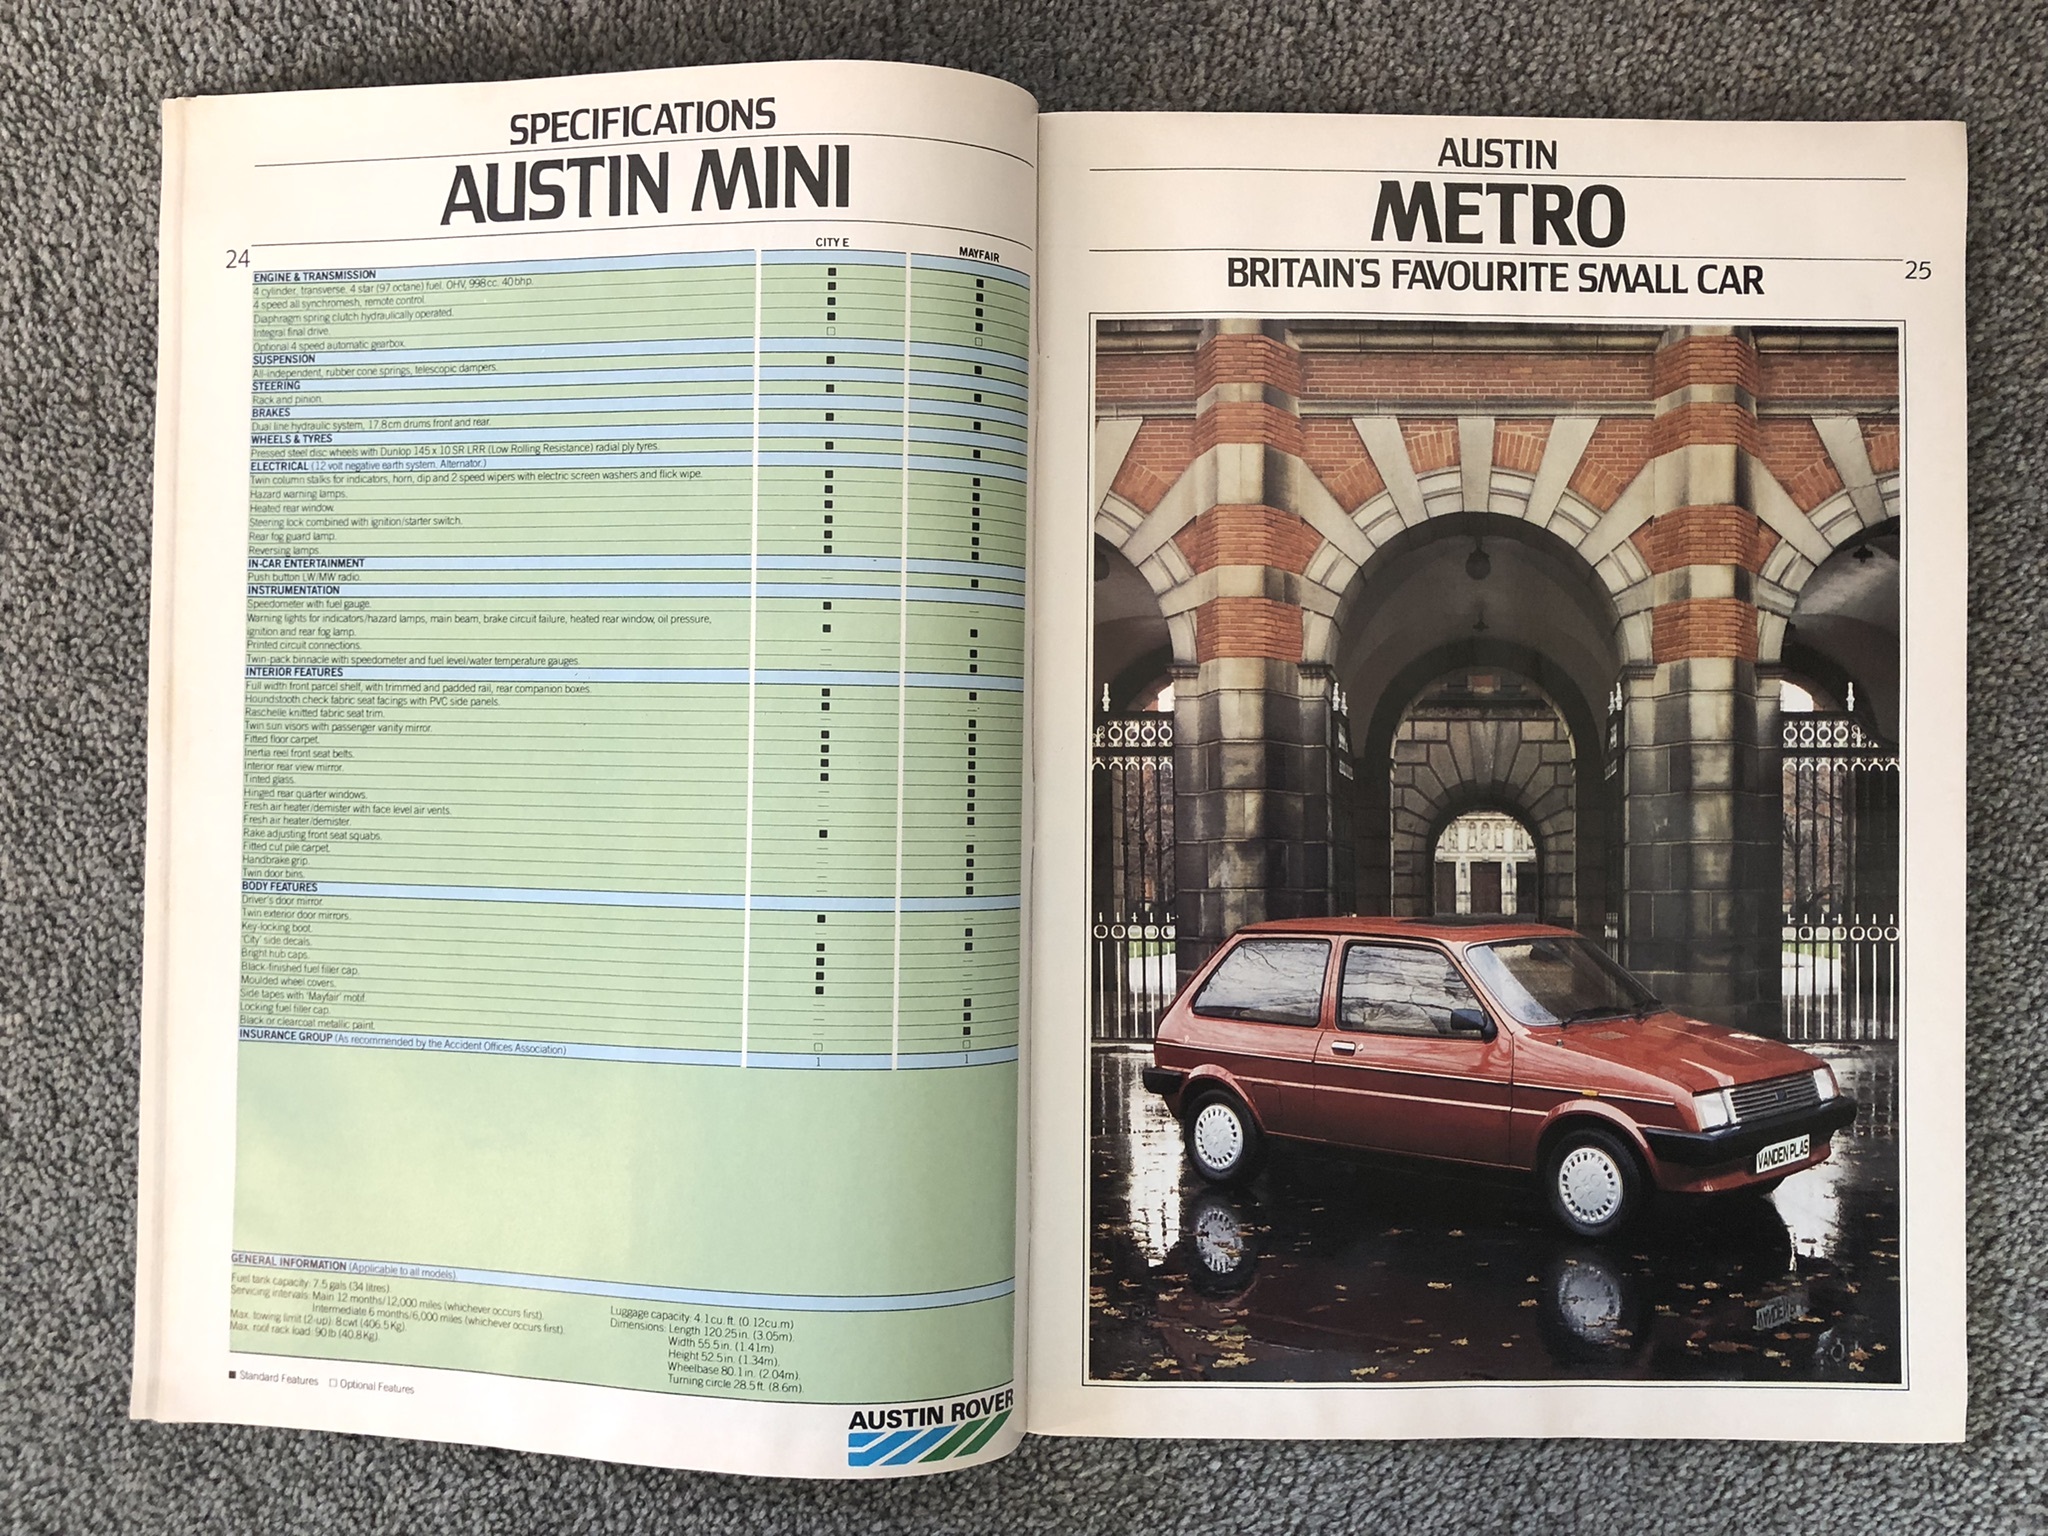 SPECIFICATIONS
AUSTIN MINI
24
CITY E
MAYFAIR
ENGINE & TRANSMISSION
4 cylinder, transverse, 4 star (97 octane) fuel. OHV, 998cc. 40bhp.
4 speed all synchromesh, remote control.
Diaphragm spring clutch hydraulically operated.
Integral final drive.
Optional 4 speed automatic gearbox.
SUSPENSION
All-independent, rubber cone springs, telescopic dampers.
STEERING
Rack and pinion.
BRAKES
Dual line hydraulic system, 17.8cm drums front and rear.
WHEELS & TYRES
Pressed steel disc wheels with Dunlop 145 x 10 SR LRR (Low Rolling Resistance) radial ply tyres.
ELECTRICAL (12 volt negative earth system. Alternator.)
Twin column stalks for indicators, horn, dip and 2 speed wipers with electric screen washers and flick wipe.
Hazard warning lamps.
Heated rear window.
Steering lock combined with ignition/starter switch.
Rear fog guard lamp.
Reversing lamps.
IN-CAR ENTERTAINMENT
Push button LW/MW radio.
INSTRUMENTATION
Speedometer with fuel gauge.
Warning lights for indicators/hazard lamps, main beam, brake circuit failure, heated rear window, oil pressure,
ignition and rear fog lamp.
Printed circuit connections.
Twin-pack binnacle with speedometer and fuel level/water temperature gauges.
INTERIOR FEATURES
Full width front parcel shelf, with trimmed and padded rail, rear companion boxes.
Houndstooth check fabric seat facings with PVC side panels.
Raschelle knitted fabric seat trim.
Twin sun visors with passenger vanity mirror.
Fitted floor carpet.
Inertia reel front seat belts.
Interior rear view mirror.
Tinted glass.
Hinged rear quarter windows.
Fresh air heater/demister with face level air vents.
Fresh air heater/demister.
Rake adjusting front seat squabs.
Fitted cut pile carpet.
Handbrake grip.
Twin door bins.
BODY FEATURES
Driver's door mirror.
Twin exterior door mirrors.
Key-locking boot.
'City' side decals.
Bright hub caps.
Black-finished fuel filler cap.
Moulded wheel covers.
Side tapes with 'Mayfair' motif.
Locking fuel filler cap.
Black or clearcoat metallic paint.
INSURANCE GROUP (As recommended by the Accident Offices Association) 1 1
GENERAL INFORMATION (Applicable to all models).
Fuel tank capacity: 7.5 gals (34 litres).
Servicing intervals: Main 12 months/12,000 miles (whichever occurs first).
Intermediate 6 months/6,000 miles (whichever occurs first).
Max. towing limit (2-up): 8cwt (406.5Kg).
Max. roof rack load: 90lb (40.8Kg).
Luggage capacity: 4.1cu. ft. (0.12cu.m)
Dimensions: Length 120.25in. (3.05m).
Width 55.5in. (1.41m)
Height 52.5in. (1.34m).
Wheelbase 80.1in. (2.04m).
Turning circle 28.5ft. (8.6m).
■ Standard Features □ Optional Features
AUSTIN ROVER
AUSTIN
METRO
BRITAIN'S FAVOURITE SMALL CAR
25
VANDEN PLAS